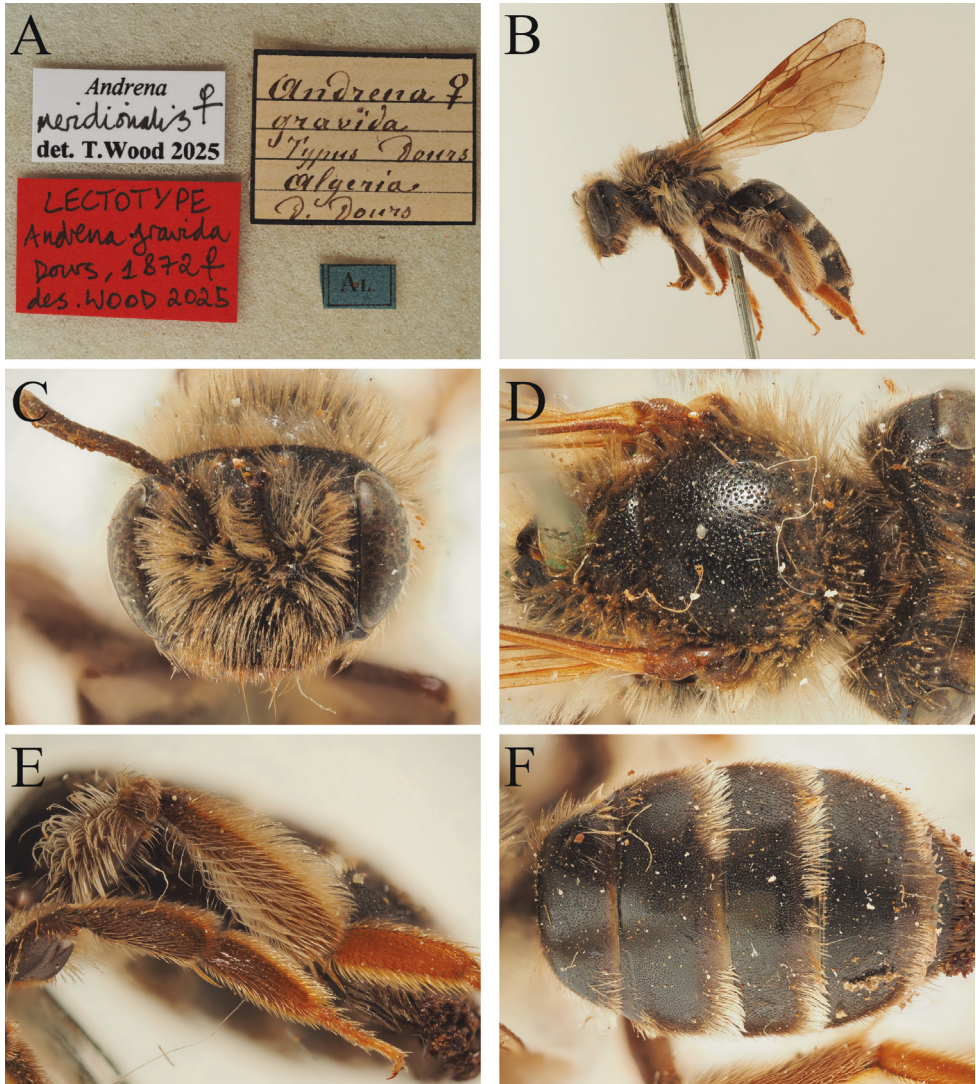 A
Andrena
meridionalis ♀
det. T.Wood 2025
Andrena ♀
gravida
Typus Dours
Algeria
D. Dours
LECTOTYPE
Andrena gravida
Dours, 1872 ♀
des. WOOD 2025
AL.
B
C
D
E
F